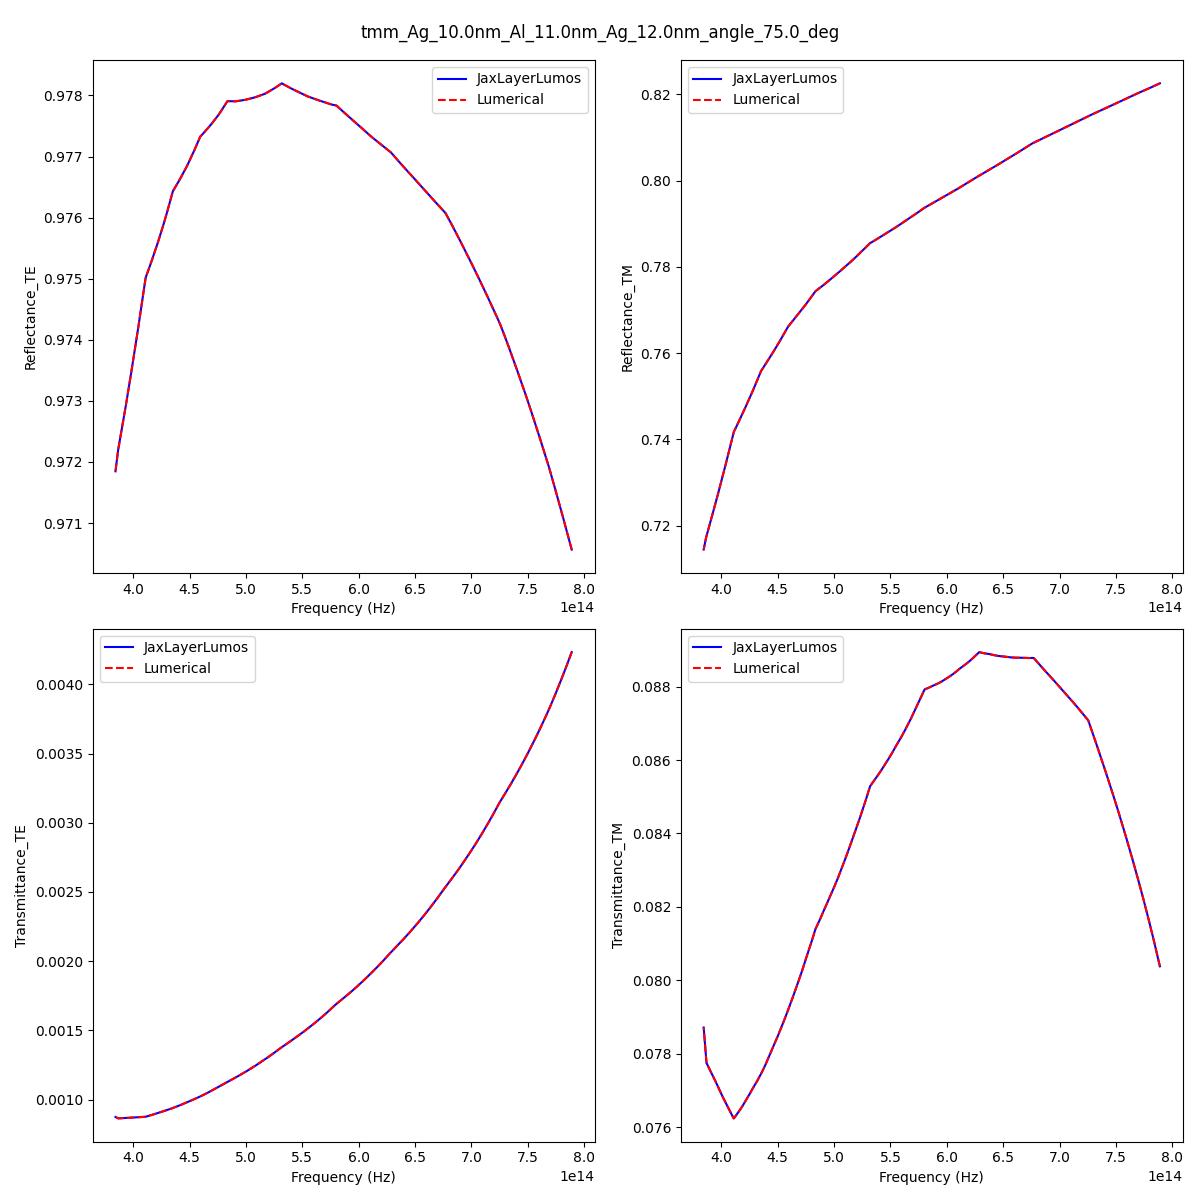 tmm_Ag_10.0nm_Al_11.0nm_Ag_12.0nm_angle_75.0_deg
JaxLayerLumos
Lumerical
0.978
0.977
0.976
0.975
0.974
0.973
0.972
0.971
Reflectance_TE
4.0 4.5 5.0 5.5 6.0 6.5 7.0 7.5 8.0
Frequency (Hz)
1e14
JaxLayerLumos
Lumerical
0.82
0.80
0.78
0.76
0.74
0.72
Reflectance_TM
4.0 4.5 5.0 5.5 6.0 6.5 7.0 7.5 8.0
Frequency (Hz)
1e14
JaxLayerLumos
Lumerical
0.0040
0.0035
0.0030
0.0025
0.0020
0.0015
0.0010
Transmittance_TE
4.0 4.5 5.0 5.5 6.0 6.5 7.0 7.5 8.0
Frequency (Hz)
1e14
JaxLayerLumos
Lumerical
0.088
0.086
0.084
0.082
0.080
0.078
0.076
Transmittance_TM
4.0 4.5 5.0 5.5 6.0 6.5 7.0 7.5 8.0
Frequency (Hz)
1e14